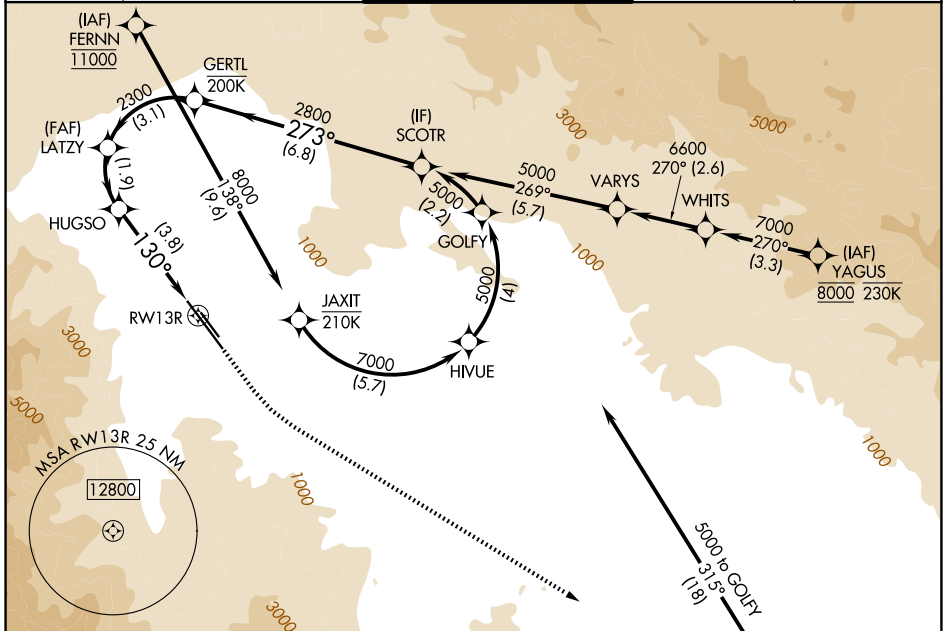 (IAF)
FERNN
11000
GERTL
200K
2300
(3.1)
(FAF)
LATZY
(1.9)
HUGSO
(3.8)
130°
RW13R
8000
138°
(9.6)
2800
273°
(6.8)
(IF)
SCOTR
5000
(2.2)
GOLFY
5000
269°
(5.7)
VARYS
6600
270° (2.6)
WHITS
7000
270°
(3.3)
(IAF)
YAGUS
8000 230K
JAXIT
210K
7000
(5.7)
HIVUE
5000
(4)
3000
5000
1000
1000
3000
5000
1000
1000
3000
MSA RW13R 25 NM
12800
5000 to GOLFY
315°
(18)